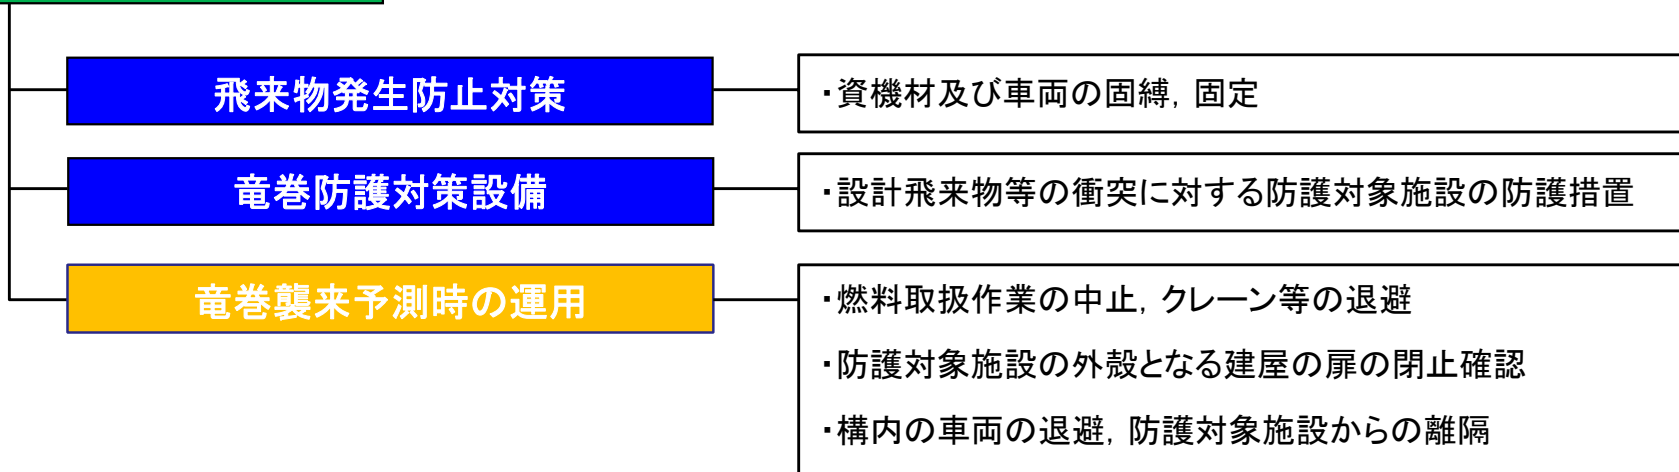 飛来物発生防止対策
・資機材及び車両の固縛，固定
竜巻防護対策設備
・設計飛来物等の衝突に対する防護対象施設の防護措置
竜巻襲来予測時の運用
・燃料取扱作業の中止，クレーン等の退避
・防護対象施設の外殻となる建屋の扉の閉止確認
・構内の車両の退避，防護対象施設からの離隔